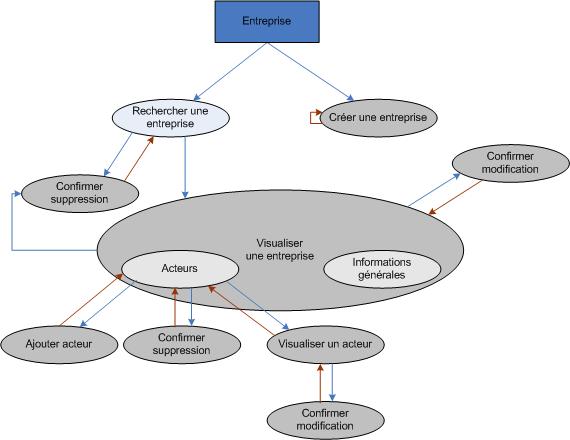 Entreprise
Rechercher une
entreprise
Créer une entreprise
Confirmer
modification
Confirmer
suppression
Visualiser
une entreprise
Acteurs
Informations
générales
Ajouter acteur
Confirmer
suppression
Visualiser un acteur
Confirmer
modification